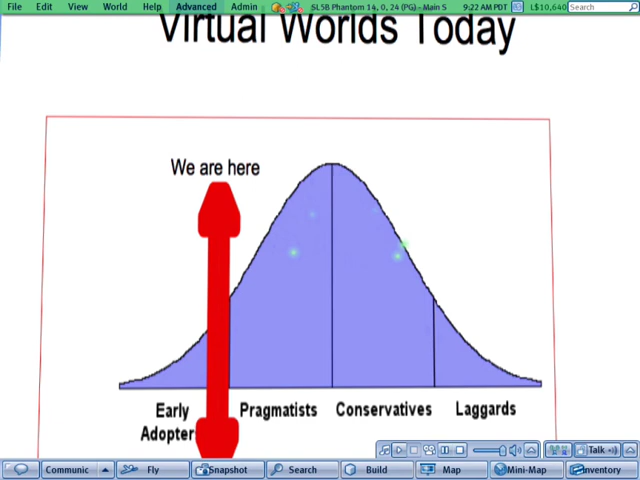 File Edit View World Help Advanced Admin SL5B Phantom 14, 0, 24 (PG) - Main S 9:22 AM PDT L$10,640 Search
Virtual Worlds Today
We are here
Early Pragmatists Conservatives Laggards
Adopter
Talk
Communic Fly Snapshot Search Build Map Mini-Map Inventory